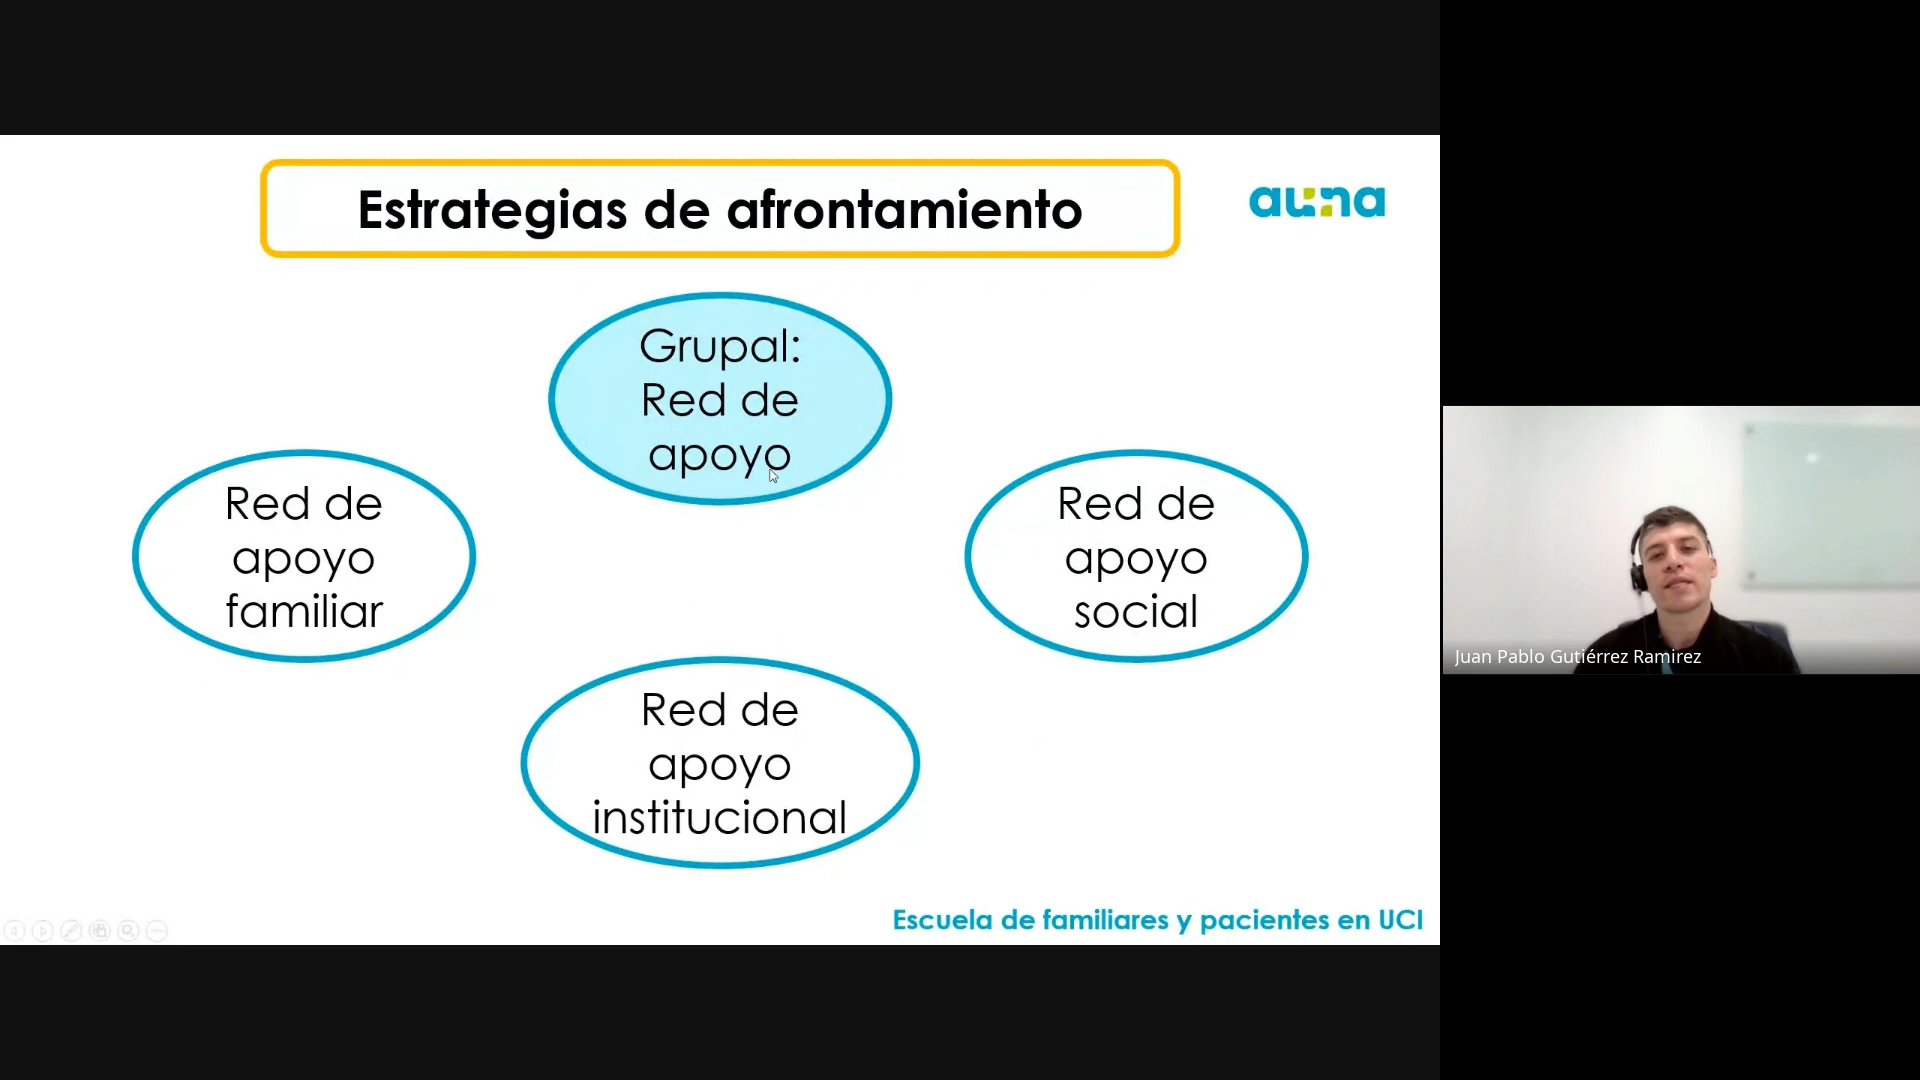 Estrategias de afrontamiento
auna
Grupal:
Red de
apoyo
Red de
apoyo
familiar
Red de
apoyo
social
Red de
apoyo
institucional
Escuela de familiares y pacientes en UCI
Juan Pablo Gutiérrez Ramirez